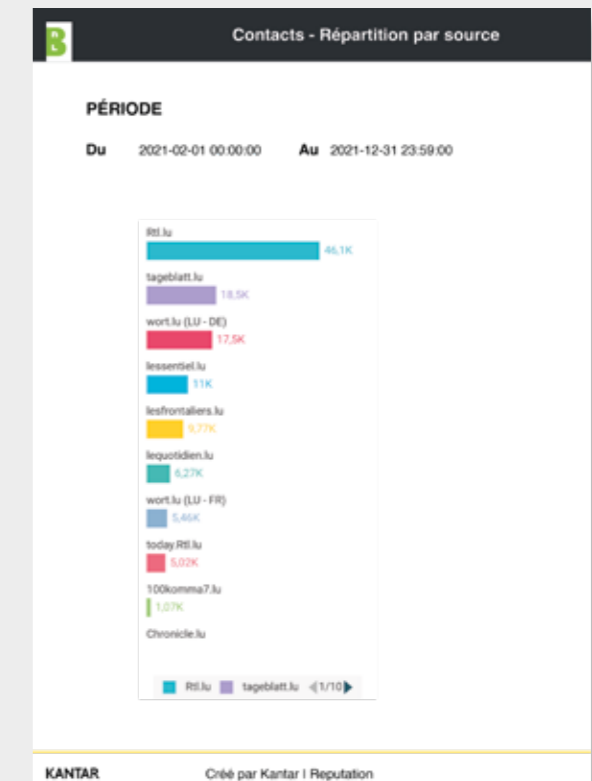 B
Contacts - Répartition par source
PÉRIODE
Du 2021-02-01 00:00:00 Au 2021-12-31 23:59:00
Rtl.lu
46,1K
tageblatt.lu
18,5K
wort.lu (LU - DE)
17,5K
lessentiel.lu
11K
lesfrontaliers.lu
9,77K
lequotidien.lu
6,27K
wort.lu (LU - FR)
5,46K
today.Rtl.lu
5,02K
100komma7.lu
1,07K
Chronicle.lu
Rtl.lu tageblatt.lu 1/10
KANTAR Créé par Kantar I Reputation